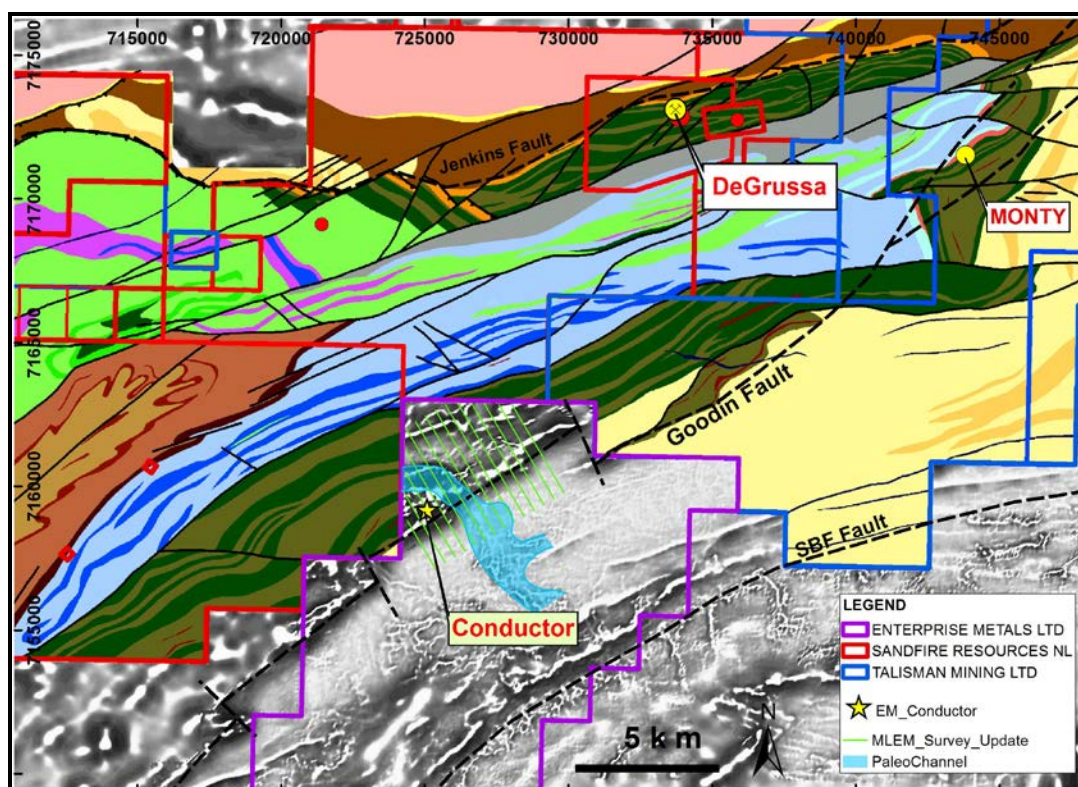 715000
720000
725000
730000
735000
740000
745000
7175000
7170000
7165000
7160000
7155000
Jenkins Fault
DeGrussa
MONTY
Goodin Fault
SBF Fault
Conductor
5 km
N
LEGEND
ENTERPRISE METALS LTD
SANDFIRE RESOURCES NL
TALISMAN MINING LTD
EM_Conductor
MLEM_Survey_Update
PaleoChannel